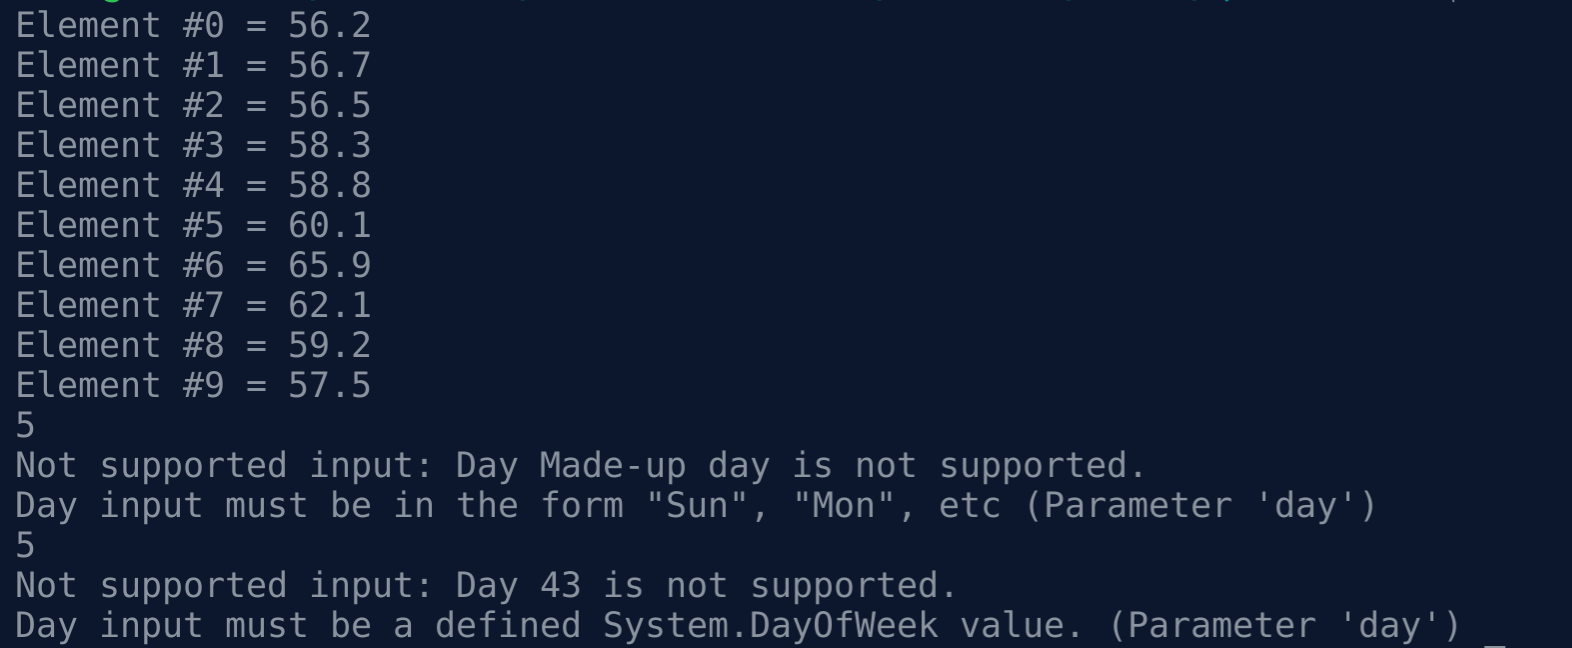 Element #0 = 56.2
Element #1 = 56.7
Element #2 = 56.5
Element #3 = 58.3
Element #4 = 58.8
Element #5 = 60.1
Element #6 = 65.9
Element #7 = 62.1
Element #8 = 59.2
Element #9 = 57.5
5
Not supported input: Day Made-up day is not supported.
Day input must be in the form "Sun", "Mon", etc (Parameter 'day')
5
Not supported input: Day 43 is not supported.
Day input must be a defined System.DayOfWeek value. (Parameter 'day')